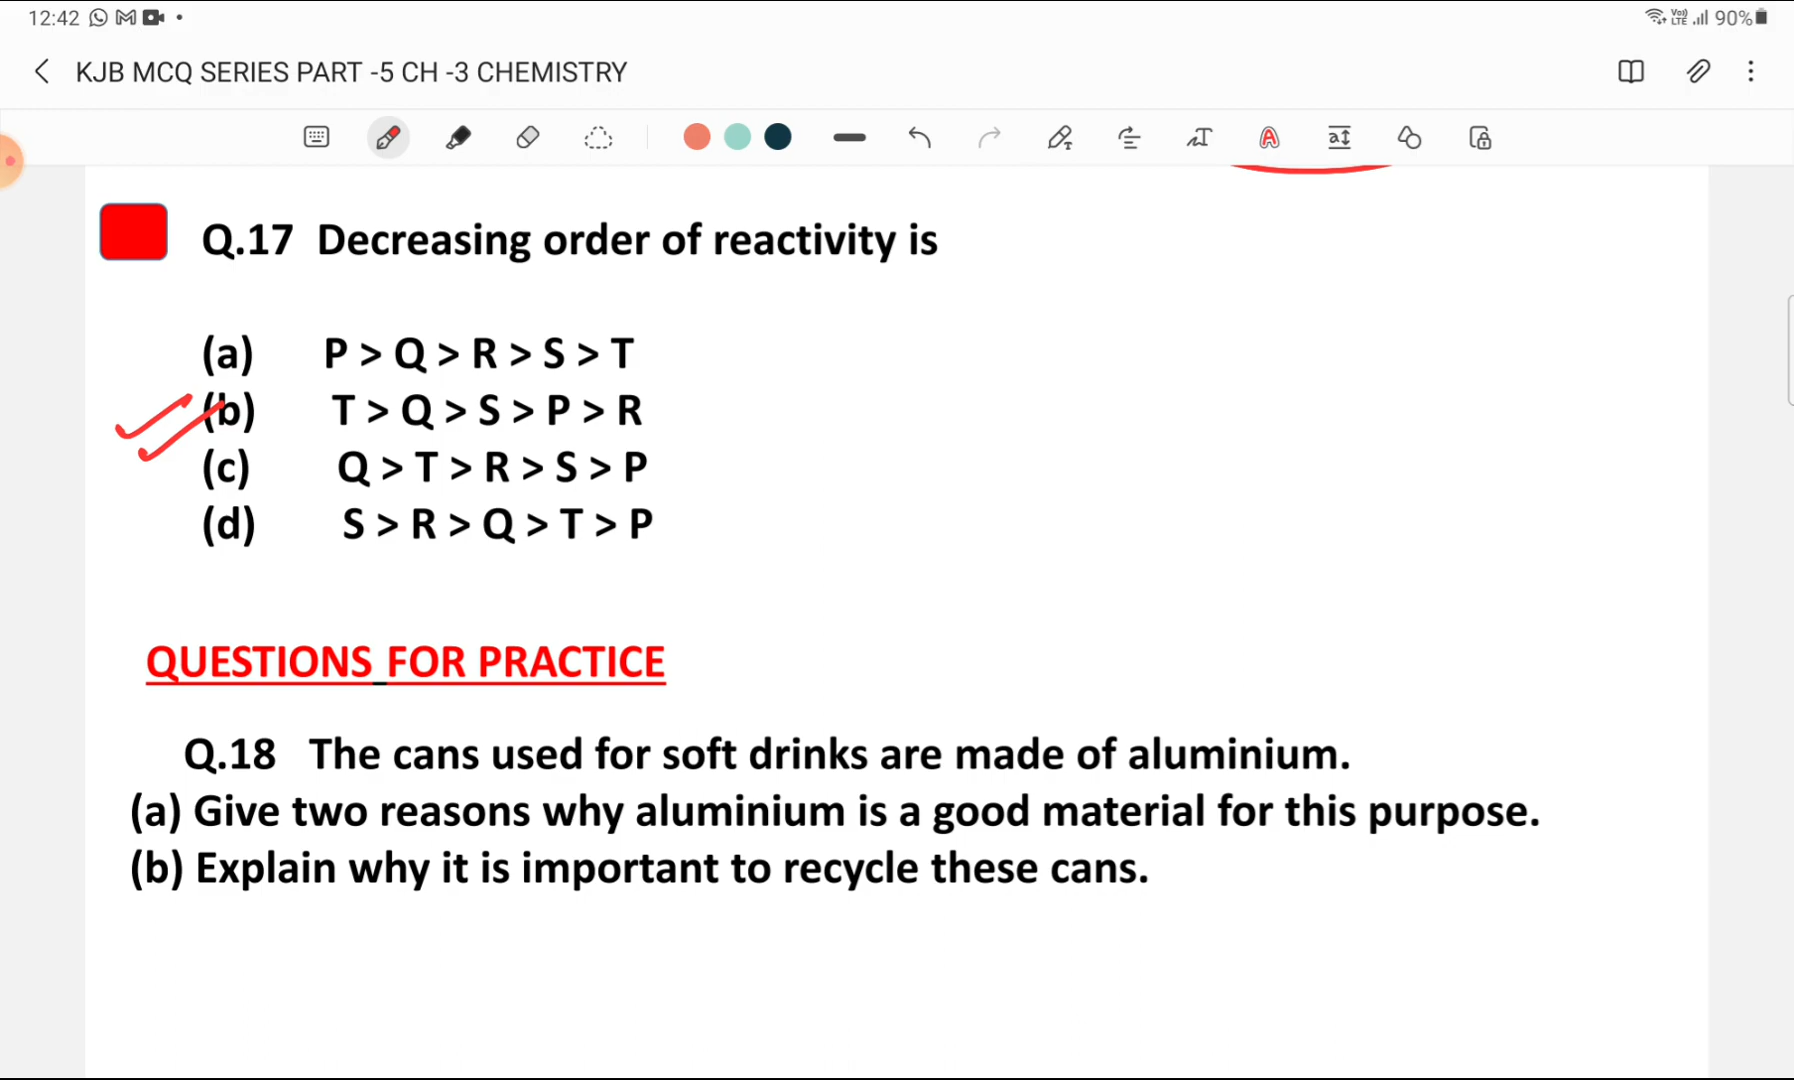 12:42 90%
KJB MCQ SERIES PART -5 CH -3 CHEMISTRY
Q.17 Decreasing order of reactivity is
(a) P > Q > R > S > T
(b) T > Q > S > P > R
(c) Q > T > R > S > P
(d) S > R > Q > T > P
QUESTIONS FOR PRACTICE
Q.18 The cans used for soft drinks are made of aluminium.
(a) Give two reasons why aluminium is a good material for this purpose.
(b) Explain why it is important to recycle these cans.